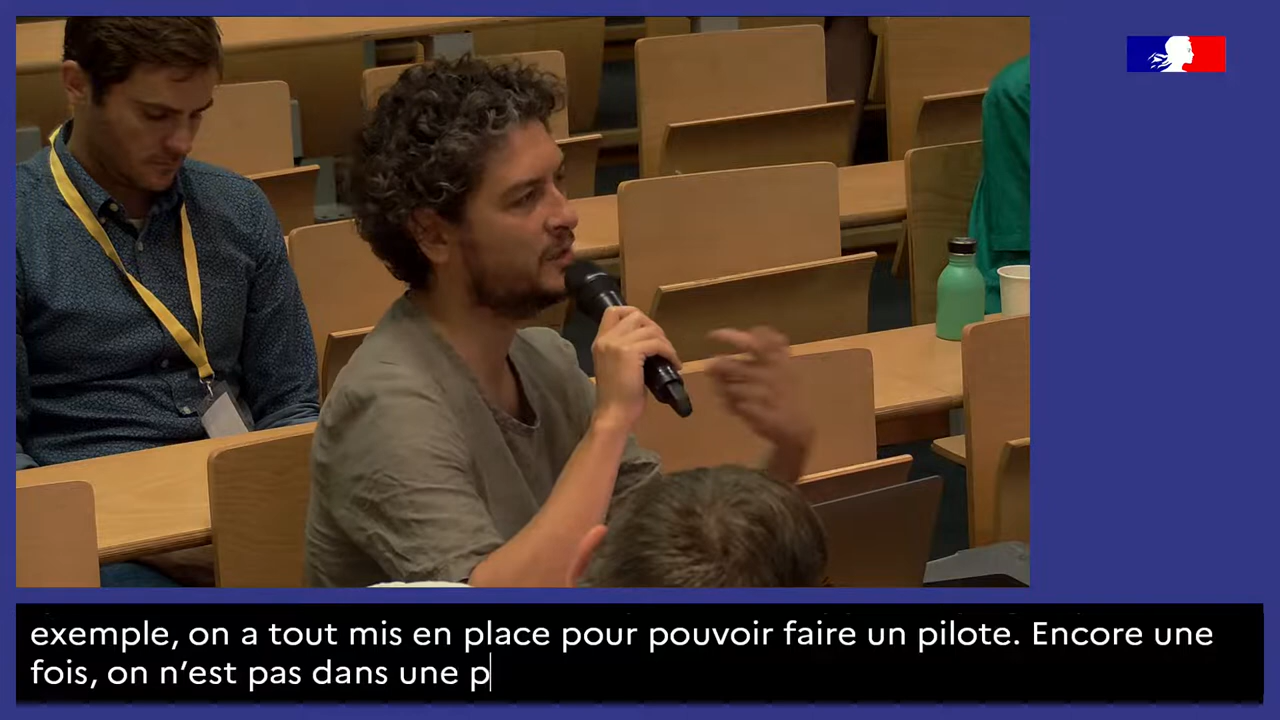 exemple, on a tout mis en place pour pouvoir faire un pilote. Encore une
fois, on n’est pas dans une p